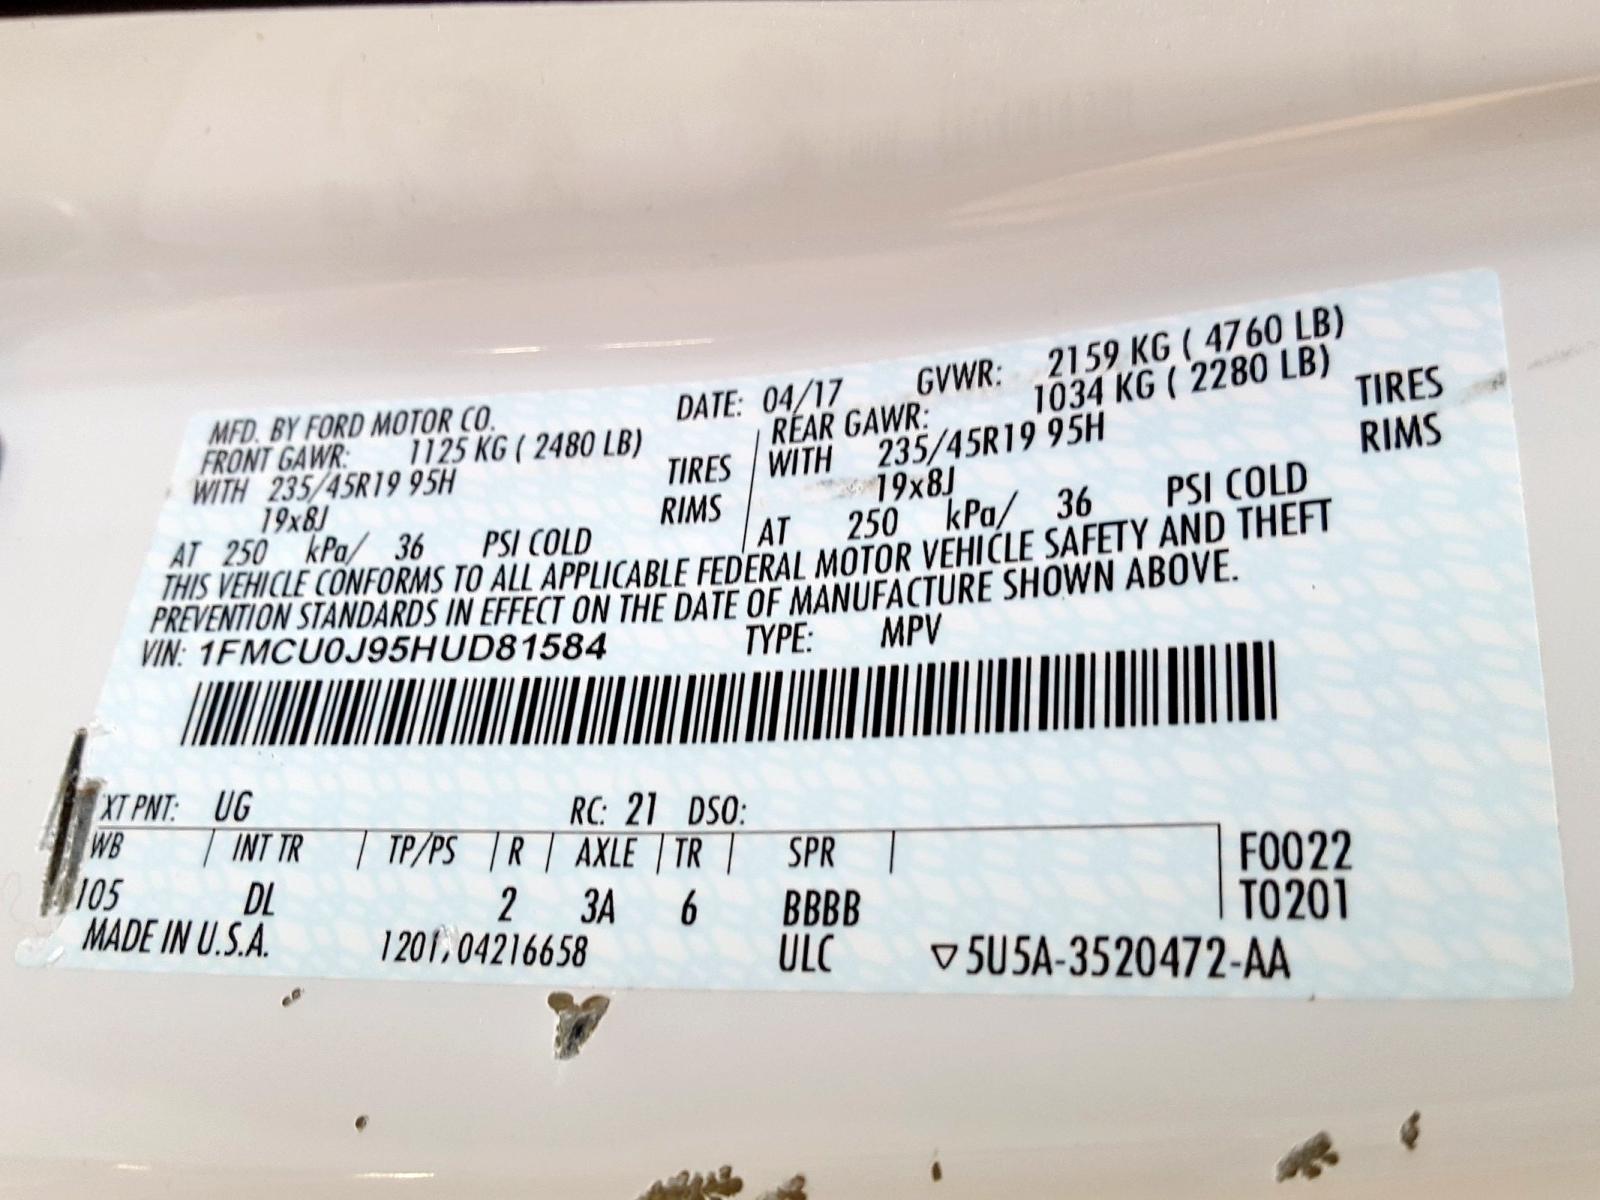 MFD. BY FORD MOTOR CO. DATE: 04/17 GVWR: 2159 KG ( 4760 LB)
FRONT GAWR: 1125 KG ( 2480 LB) REAR GAWR: 1034 KG ( 2280 LB)
WITH 235/45R19 95H TIRES WITH 235/45R19 95H TIRES
19x8J RIMS 19x8J RIMS
AT 250 kPa/ 36 PSI COLD AT 250 kPa/ 36 PSI COLD
THIS VEHICLE CONFORMS TO ALL APPLICABLE FEDERAL MOTOR VEHICLE SAFETY AND THEFT
PREVENTION STANDARDS IN EFFECT ON THE DATE OF MANUFACTURE SHOWN ABOVE.
VIN: 1FMCU0J95HUD81584 TYPE: MPV
XT PNT: UG RC: 21 DSO:
WB | INT TR | TP/PS | R | AXLE | TR | SPR | F0022
105 DL 2 3A 6 BBBB T0201
MADE IN U.S.A. 1201,04216658 ULC ▽5U5A-3520472-AA